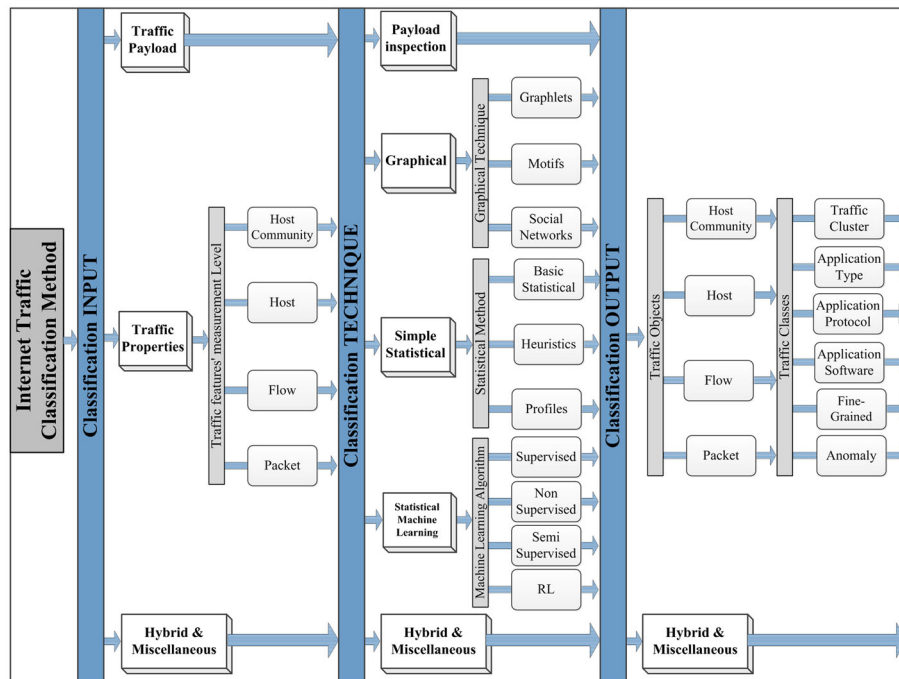 Internet Traffic
Classification Method
Classification INPUT
Traffic
Payload
Traffic
Properties
Traffic features' measurement Level
Host
Community
Host
Flow
Packet
Hybrid &
Miscellaneous
Classification TECHNIQUE
Payload
inspection
Graphical
Graphical Technique
Graphlets
Motifs
Social
Networks
Simple
Statistical
Statistical Method
Basic
Statistical
Heuristics
Profiles
Statistical
Machine
Learning
Machine Learning Algorithm
Supervised
Non
Supervised
Semi
Supervised
RL
Hybrid &
Miscellaneous
Classification OUTPUT
Traffic Objects
Host
Community
Host
Flow
Packet
Traffic Classes
Traffic
Cluster
Application
Type
Application
Protocol
Application
Software
Fine-
Grained
Anomaly
Hybrid &
Miscellaneous